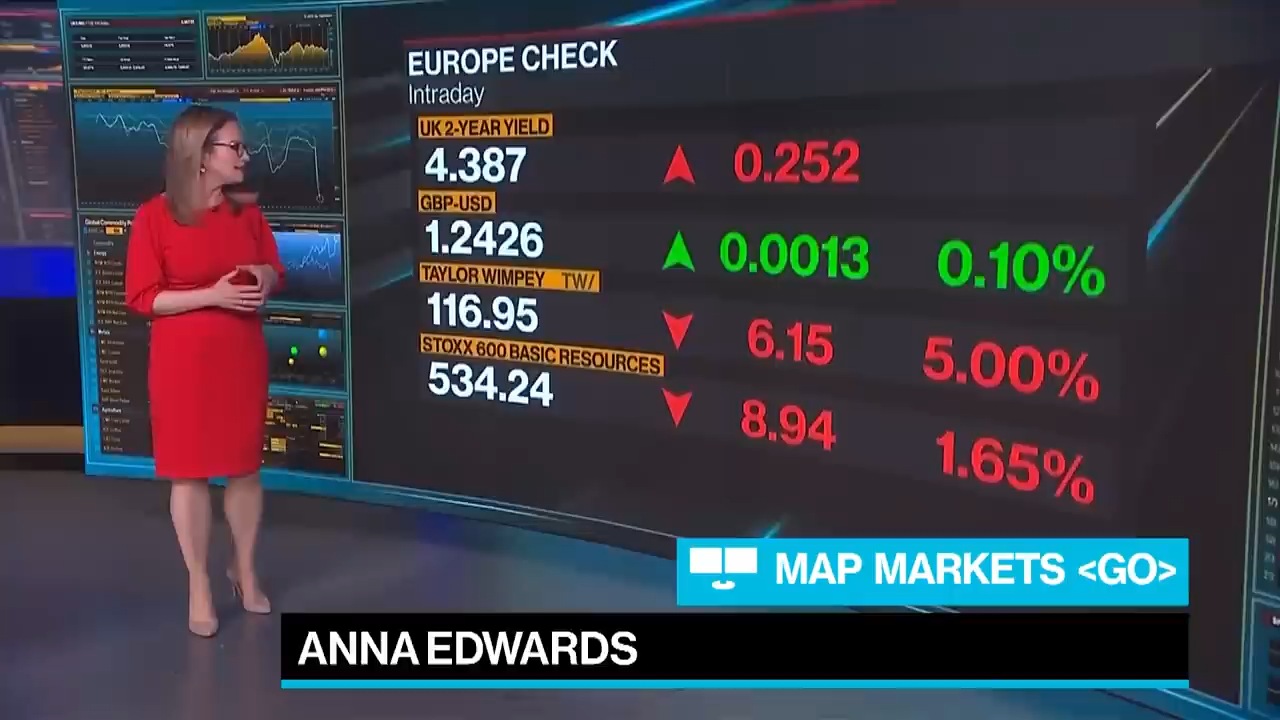 EUROPE CHECK
Intraday
UK 2-YEAR YIELD
4.387 0.252
GBP-USD
1.2426 0.0013 0.10%
TAYLOR WIMPEY TW/
116.95 6.15 5.00%
STOXX 600 BASIC RESOURCES
534.24 8.94 1.65%
MAP MARKETS <GO>
ANNA EDWARDS